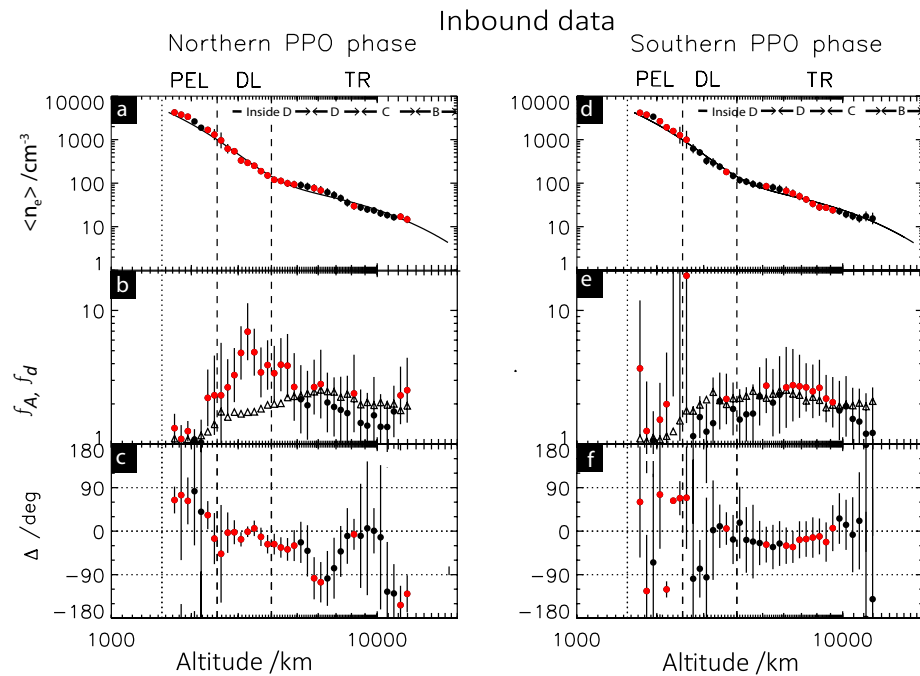 Inbound data
Northern PPO phase
Southern PPO phase
PEL DL TR
PEL DL TR
a
Inside D D C B
10000
1000
100
10
1
<nₑ>/cm⁻³
b
10
1
f_A, f_d
c
180
90
0
−90
−180
Δ /deg
1000 10000
Altitude /km
d
Inside D D C B
10000
1000
100
10
1
e
10
1
f
180
90
0
−90
−180
1000 10000
Altitude /km